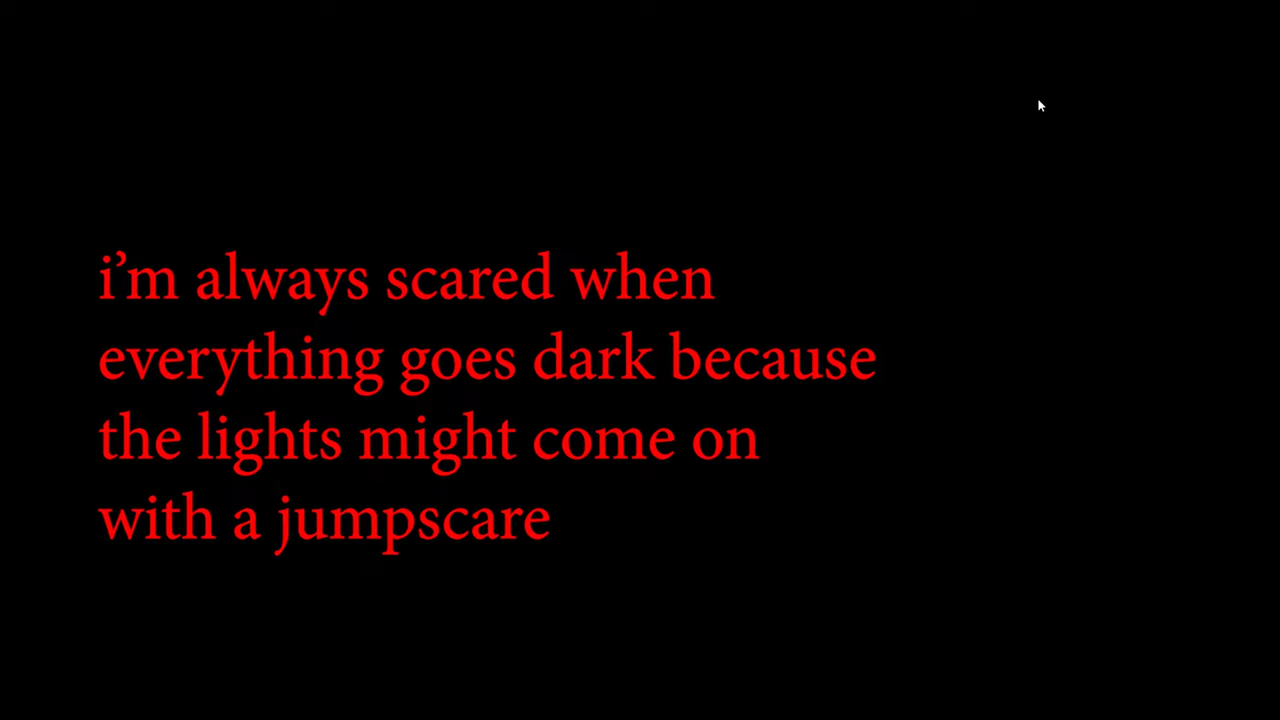 i’m always scared when
everything goes dark because
the lights might come on
with a jumpscare